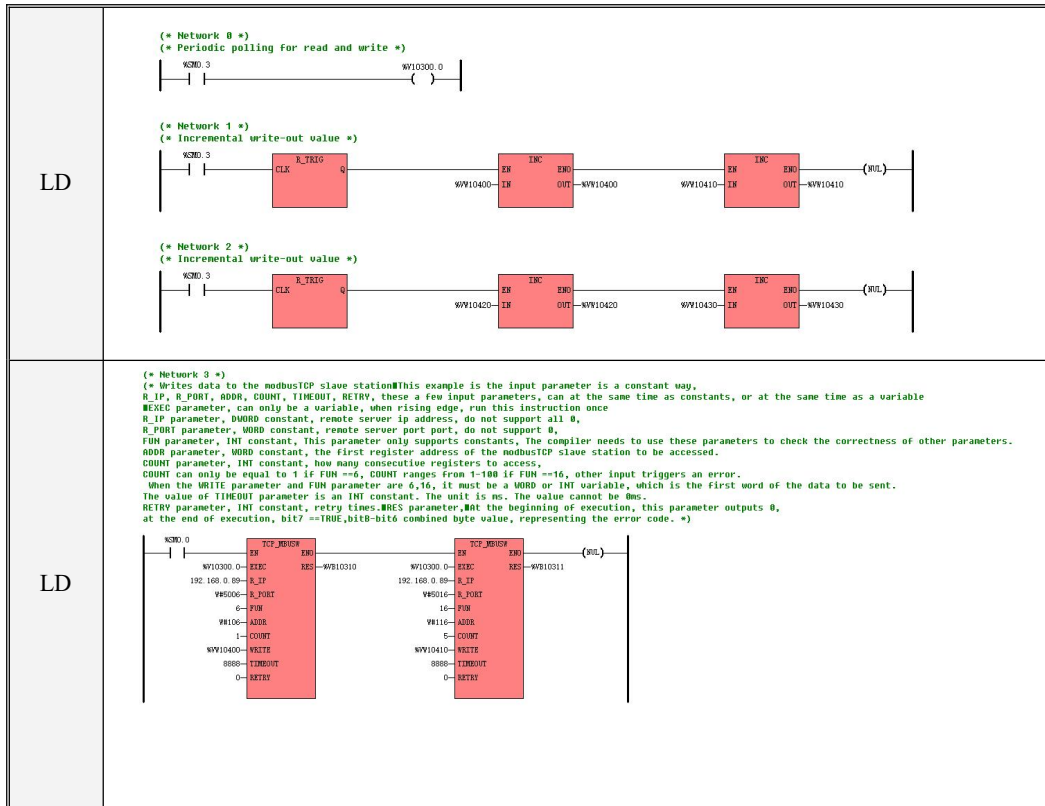 LD
(* Network 0 *)
(* Periodic polling for read and write *)
%SM0.3 %V10300.0
( )
(* Network 1 *)
(* Incremental write-out value *)
%SM0.3 R_TRIG INC INC
CLK Q EN ENO EN ENO (NUL)
%VW10400 IN OUT %VW10400 %VW10410 IN OUT %VW10410
(* Network 2 *)
(* Incremental write-out value *)
%SM0.3 R_TRIG INC INC
CLK Q EN ENO EN ENO (NUL)
%VW10420 IN OUT %VW10420 %VW10430 IN OUT %VW10430
LD
(* Network 3 *)
(* Writes data to the modbusTCP slave station■This example is the input parameter is a constant way,
R_IP, R_PORT, ADDR, COUNT, TIMEOUT, RETRY, these a few input parameters, can at the same time as constants, or at the same time as a variable
■EXEC parameter, can only be a variable, when rising edge, run this instruction once
R_IP parameter, DWORD constant, remote server ip address, do not support all 0,
R_PORT parameter, WORD constant, remote server port port, do not support 0,
FUN parameter, INT constant, This parameter only supports constants, The compiler needs to use these parameters to check the correctness of other parameters.
ADDR parameter, WORD constant, the first register address of the modbusTCP slave station to be accessed.
COUNT parameter, INT constant, how many consecutive registers to access,
COUNT can only be equal to 1 if FUN ==6, COUNT ranges from 1-100 if FUN ==16, other input triggers an error.
When the WRITE parameter and FUN parameter are 6,16, it must be a WORD or INT variable, which is the first word of the data to be sent.
The value of TIMEOUT parameter is an INT constant. The unit is ms. The value cannot be 0ms.
RETRY parameter, INT constant, retry times.■RES parameter,■At the beginning of execution, this parameter outputs 0,
at the end of execution, bit7 ==TRUE,bit0-bit6 combined byte value, representing the error code. *)
%SM0.0 TCP_MBUSW TCP_MBUSW
EN ENO EN ENO (NUL)
%V10300.0 EXEC RES %VB10310 %V10300.0 EXEC RES %VB10311
192.168.0.89 R_IP 192.168.0.89 R_IP
W#5006 R_PORT W#5016 R_PORT
6 FUN 16 FUN
W#106 ADDR W#116 ADDR
1 COUNT 5 COUNT
%VW10400 WRITE %VW10410 WRITE
8888 TIMEOUT 8888 TIMEOUT
0 RETRY 0 RETRY